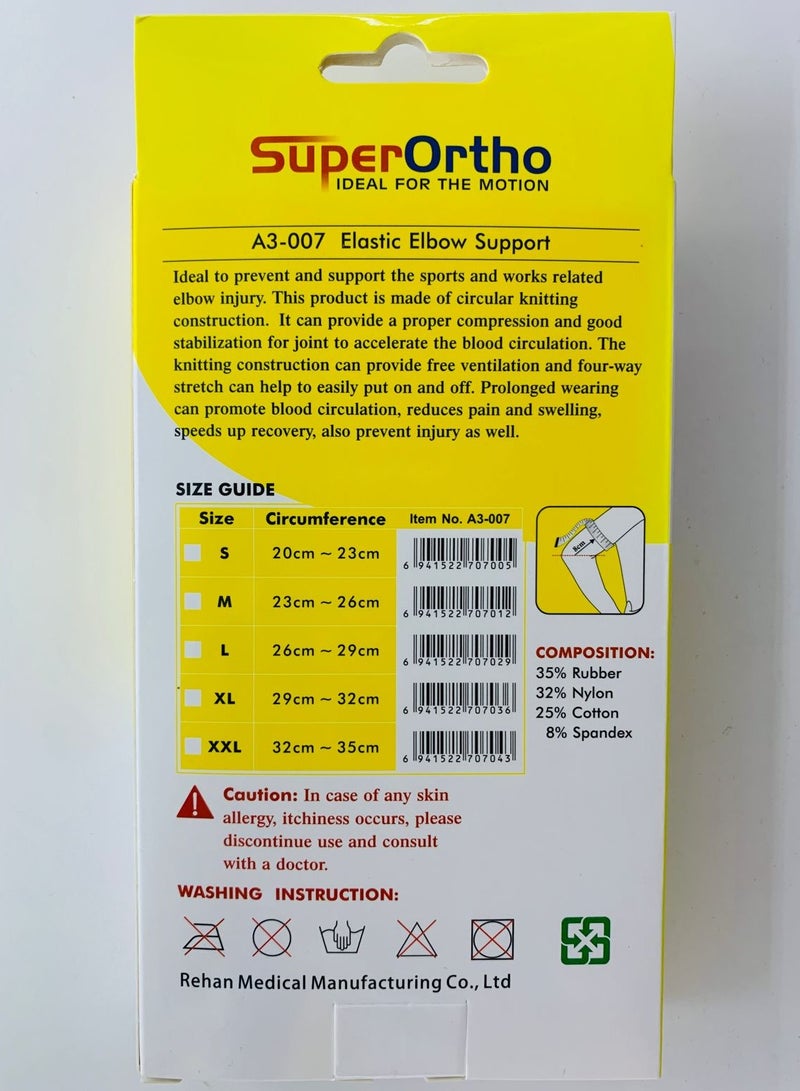 SuperOrtho
IDEAL FOR THE MOTION
A3-007 Elastic Elbow Support
Ideal to prevent and support the sports and works related
elbow injury. This product is made of circular knitting
construction. It can provide a proper compression and good
stabilization for joint to accelerate the blood circulation. The
knitting construction can provide free ventilation and four-way
stretch can help to easily put on and off. Prolonged wearing
can promote blood circulation, reduces pain and swelling,
speeds up recovery, also prevent injury as well.
SIZE GUIDE
Size Circumference Item No. A3-007
S 20cm ~ 23cm 6 941522 707005
M 23cm ~ 26cm 6 941522 707012
L 26cm ~ 29cm 6 941522 707029
XL 29cm ~ 32cm 6 941522 707036
XXL 32cm ~ 35cm 6 941522 707043
8cm
COMPOSITION:
35% Rubber
32% Nylon
25% Cotton
8% Spandex
Caution: In case of any skin
allergy, itchiness occurs, please
discontinue use and consult
with a doctor.
WASHING INSTRUCTION:
Rehan Medical Manufacturing Co., Ltd